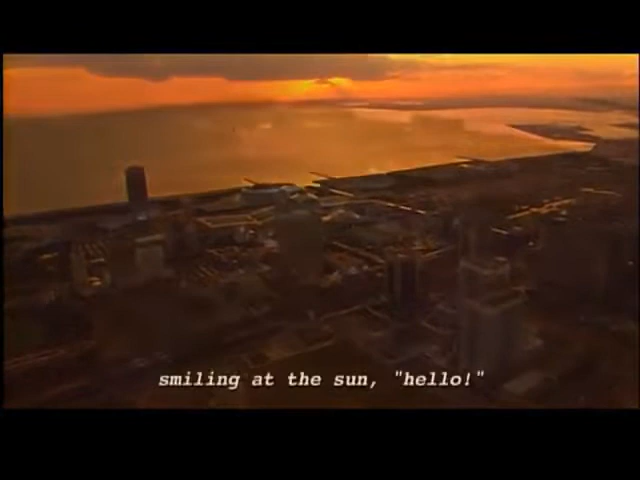 smiling at the sun, "hello!"